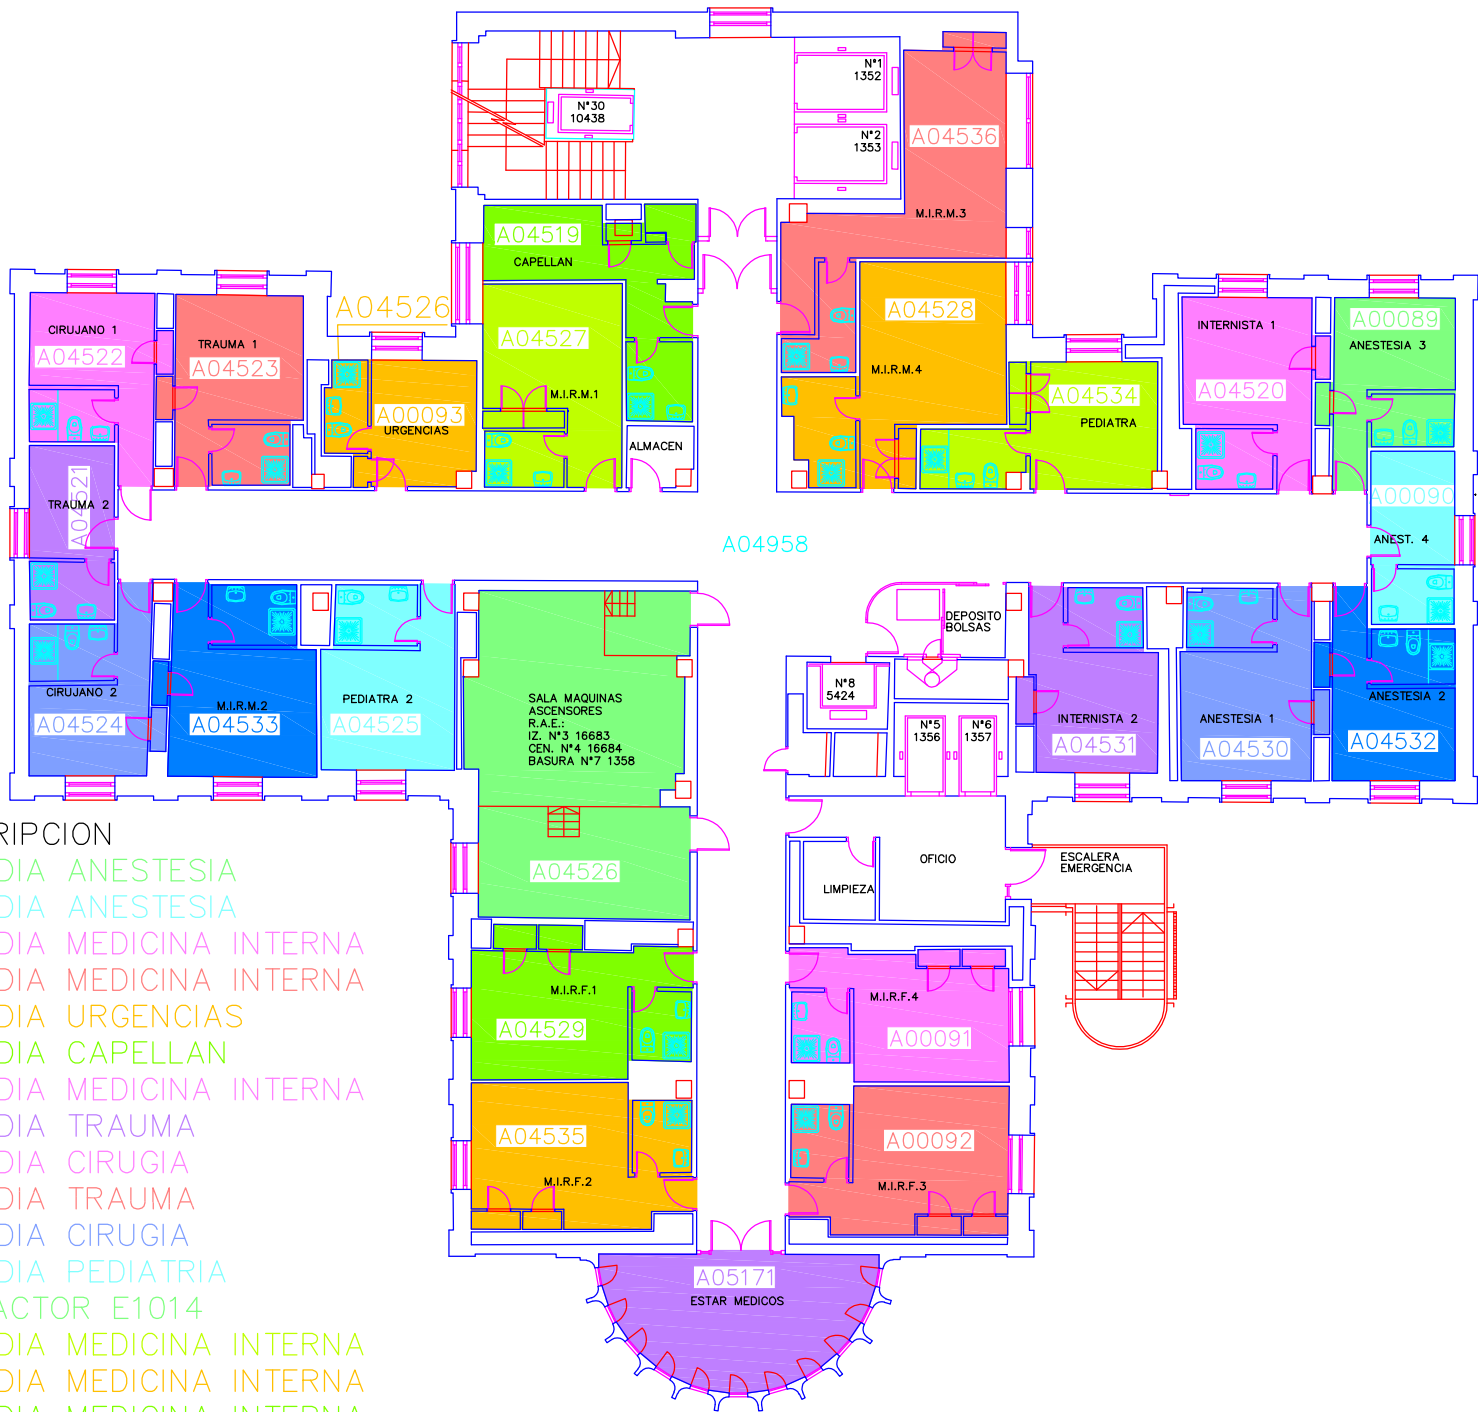 N°1
1352
N°30
10438
N°2
1353
A04536
M.I.R.M.3
A04519
CAPELLAN
A04526
A04528
A04527
M.I.R.M.4
M.I.R.M.1
CIRUJANO 1
A04522
TRAUMA 1
A04523
A00093
URGENCIAS
ALMACEN
A04534
PEDIATRA
INTERNISTA 1
A04520
A00089
ANESTESIA 3
TRAUMA 2
A04521
A00090
ANEST. 4
A04958
DEPOSITO
BOLSAS
CIRUJANO 2
A04524
M.I.R.M.2
A04533
PEDIATRA 2
A04525
SALA MAQUINAS
ASCENSORES
R.A.E.:
IZ. N°3 16683
CEN. N°4 16684
BASURA N°7 1358
N°8
5424
N°5
1356
N°6
1357
INTERNISTA 2
A04531
ANESTESIA 1
A04530
ANESTESIA 2
A04532
A04526
OFICIO
LIMPIEZA
ESCALERA
EMERGENCIA
M.I.R.F.1
A04529
M.I.R.F.4
A00091
A04535
M.I.R.F.2
A00092
M.I.R.F.3
A05171
ESTAR MEDICOS
RIPCION
DIA ANESTESIA
DIA ANESTESIA
DIA MEDICINA INTERNA
DIA MEDICINA INTERNA
DIA URGENCIAS
DIA CAPELLAN
DIA MEDICINA INTERNA
DIA TRAUMA
DIA CIRUGIA
DIA TRAUMA
DIA CIRUGIA
DIA PEDIATRIA
ACTOR E1014
DIA MEDICINA INTERNA
DIA MEDICINA INTERNA
DIA MEDICINA INTERNA